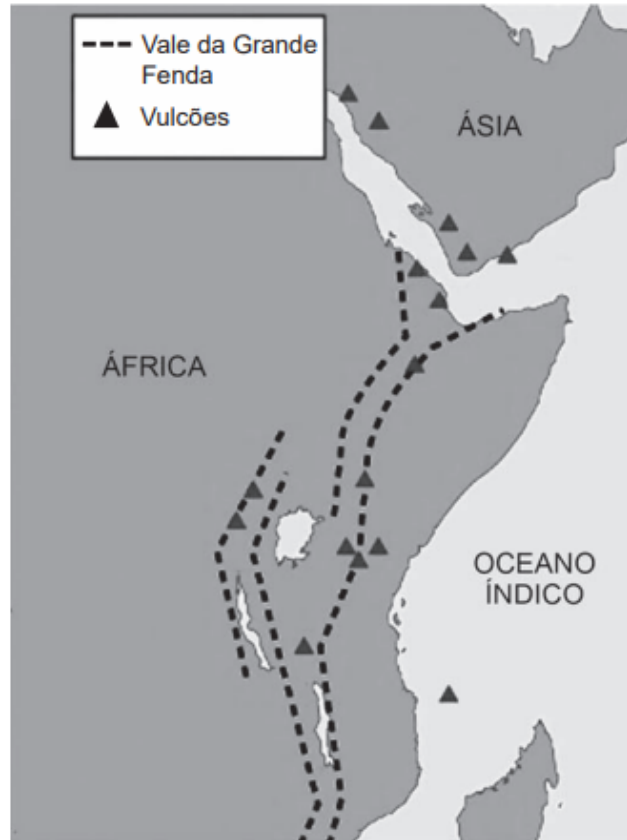 Vale da Grande
Fenda
Vulcões
ÁSIA
ÁFRICA
OCEANO
ÍNDICO